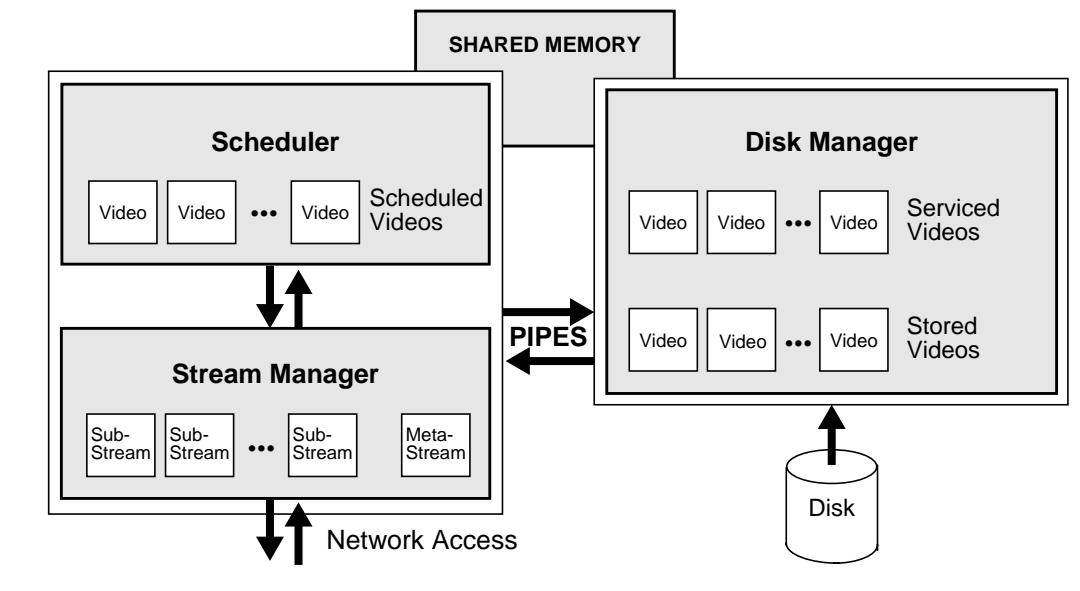 SHARED MEMORY
Scheduler
Video Video ••• Video
Scheduled
Videos
Disk Manager
Video Video ••• Video
Serviced
Videos
Video Video ••• Video
Stored
Videos
PIPES
Stream Manager
Sub-
Stream
Sub-
Stream
•••
Sub-
Stream
Meta-
Stream
Network Access
Disk